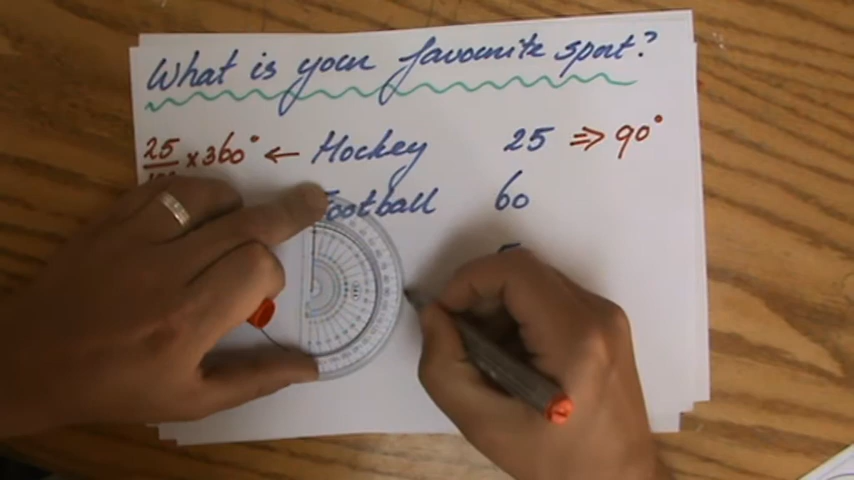 What is your favourite sport?
25 x 360° ← Hockey 25 ⇒ 90°
Football 60